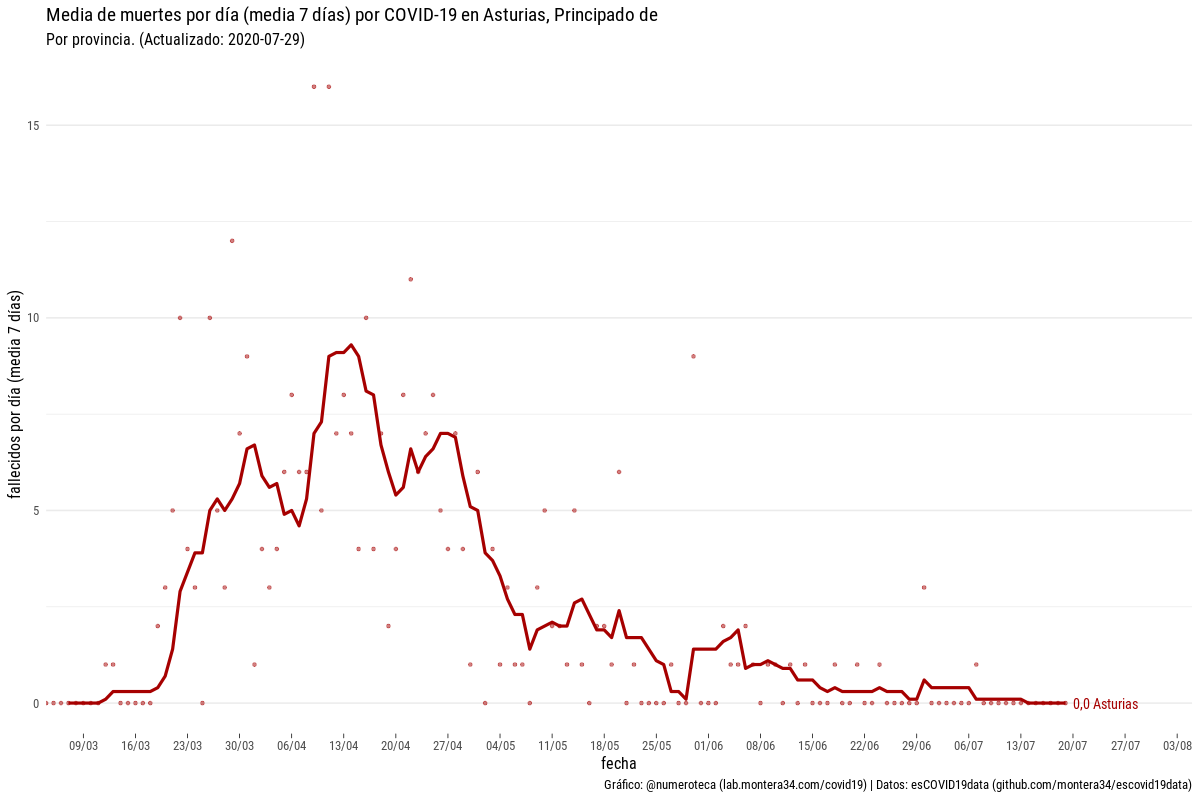 Media de muertes por día (media 7 días) por COVID-19 en Asturias, Principado de
Por provincia. (Actualizado: 2020-07-29)
fallecidos por día (media 7 días)
15
10
5
0
0,0 Asturias
09/03 16/03 23/03 30/03 06/04 13/04 20/04 27/04 04/05 11/05 18/05 25/05 01/06 08/06 15/06 22/06 29/06 06/07 13/07 20/07 27/07 03/08
fecha
Gráfico: @numeroteca (lab.montera34.com/covid19) | Datos: esCOVID19data (github.com/montera34/escovid19data)